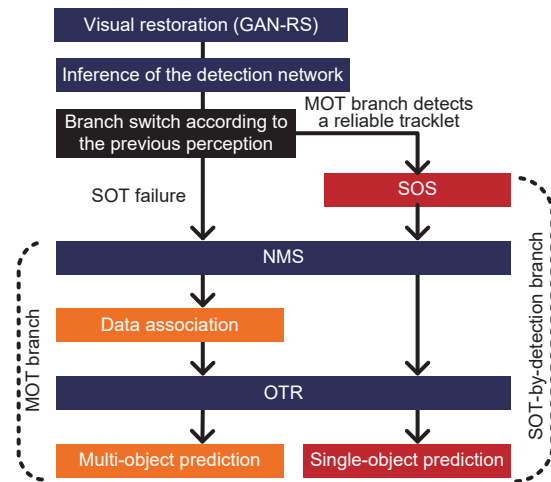 Visual restoration (GAN-RS)
Inference of the detection network
Branch switch according to
the previous perception
MOT branch detects
a reliable tracklet
SOT failure
SOS
NMS
Data association
OTR
Multi-object prediction
Single-object prediction
MOT branch
SOT-by-detection branch